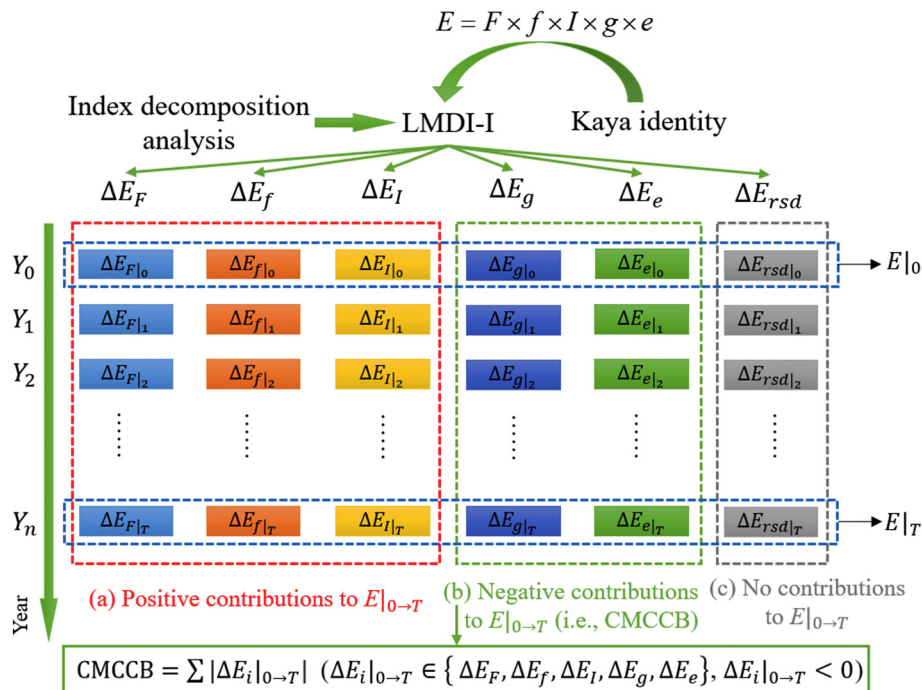 E = F × f × I × g × e
Index decomposition
analysis
LMDI-I
Kaya identity
ΔE_F ΔE_f ΔE_I ΔE_g ΔE_e ΔE_rsd
Y_0 ΔE_F|_0 ΔE_f|_0 ΔE_I|_0 ΔE_g|_0 ΔE_e|_0 ΔE_rsd|_0 E|_0
Y_1 ΔE_F|_1 ΔE_f|_1 ΔE_I|_1 ΔE_g|_1 ΔE_e|_1 ΔE_rsd|_1
Y_2 ΔE_F|_2 ΔE_f|_2 ΔE_I|_2 ΔE_g|_2 ΔE_e|_2 ΔE_rsd|_2
Y_n ΔE_F|_T ΔE_f|_T ΔE_I|_T ΔE_g|_T ΔE_e|_T ΔE_rsd|_T E|_T
Year
(a) Positive contributions to E|_0→T
(b) Negative contributions
to E|_0→T (i.e., CMCCB)
(c) No contributions
to E|_0→T
CMCCB = ∑ |ΔE_i|_0→T| (ΔE_i|_0→T ∈ {ΔE_F, ΔE_f, ΔE_I, ΔE_g, ΔE_e}, ΔE_i|_0→T < 0)